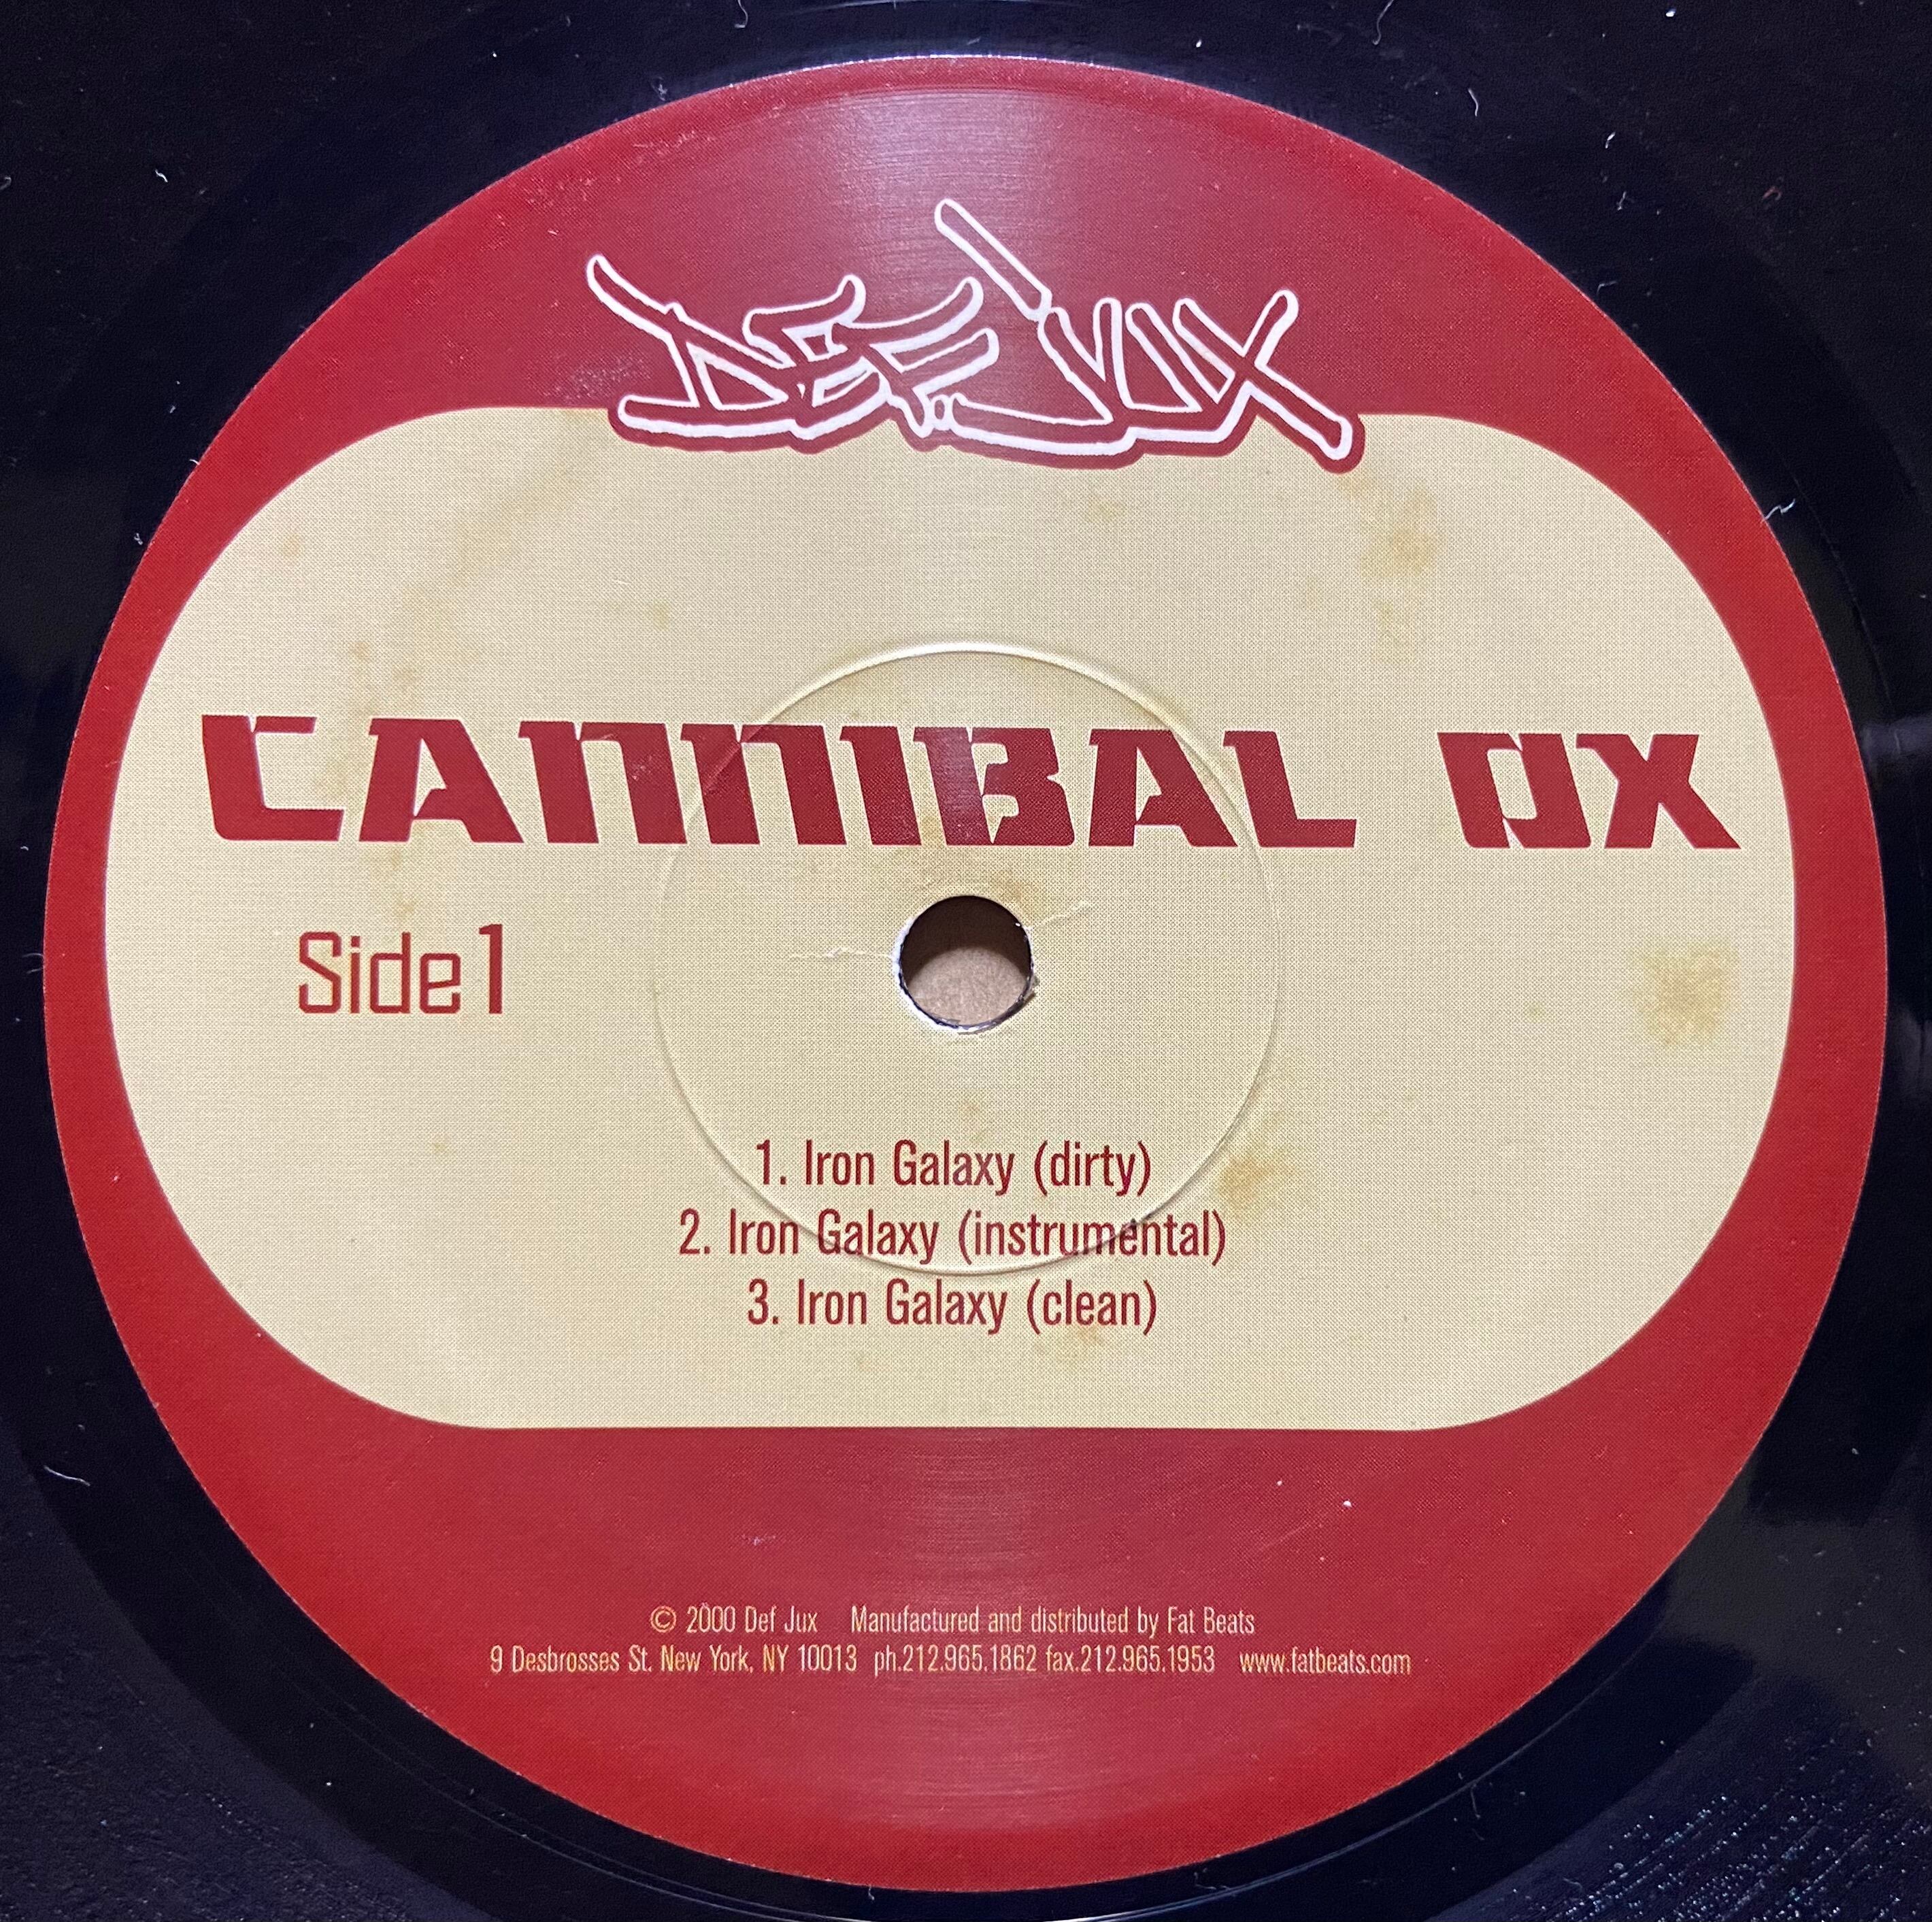 DEF JUX
CANNIBAL OX
Side 1
1. Iron Galaxy (dirty)
2. Iron Galaxy (instrumental)
3. Iron Galaxy (clean)
© 2000 Def Jux Manufactured and distributed by Fat Beats
9 Desbrosses St. New York, NY 10013 ph.212.965.1862 fax.212.965.1953 www.fatbeats.com